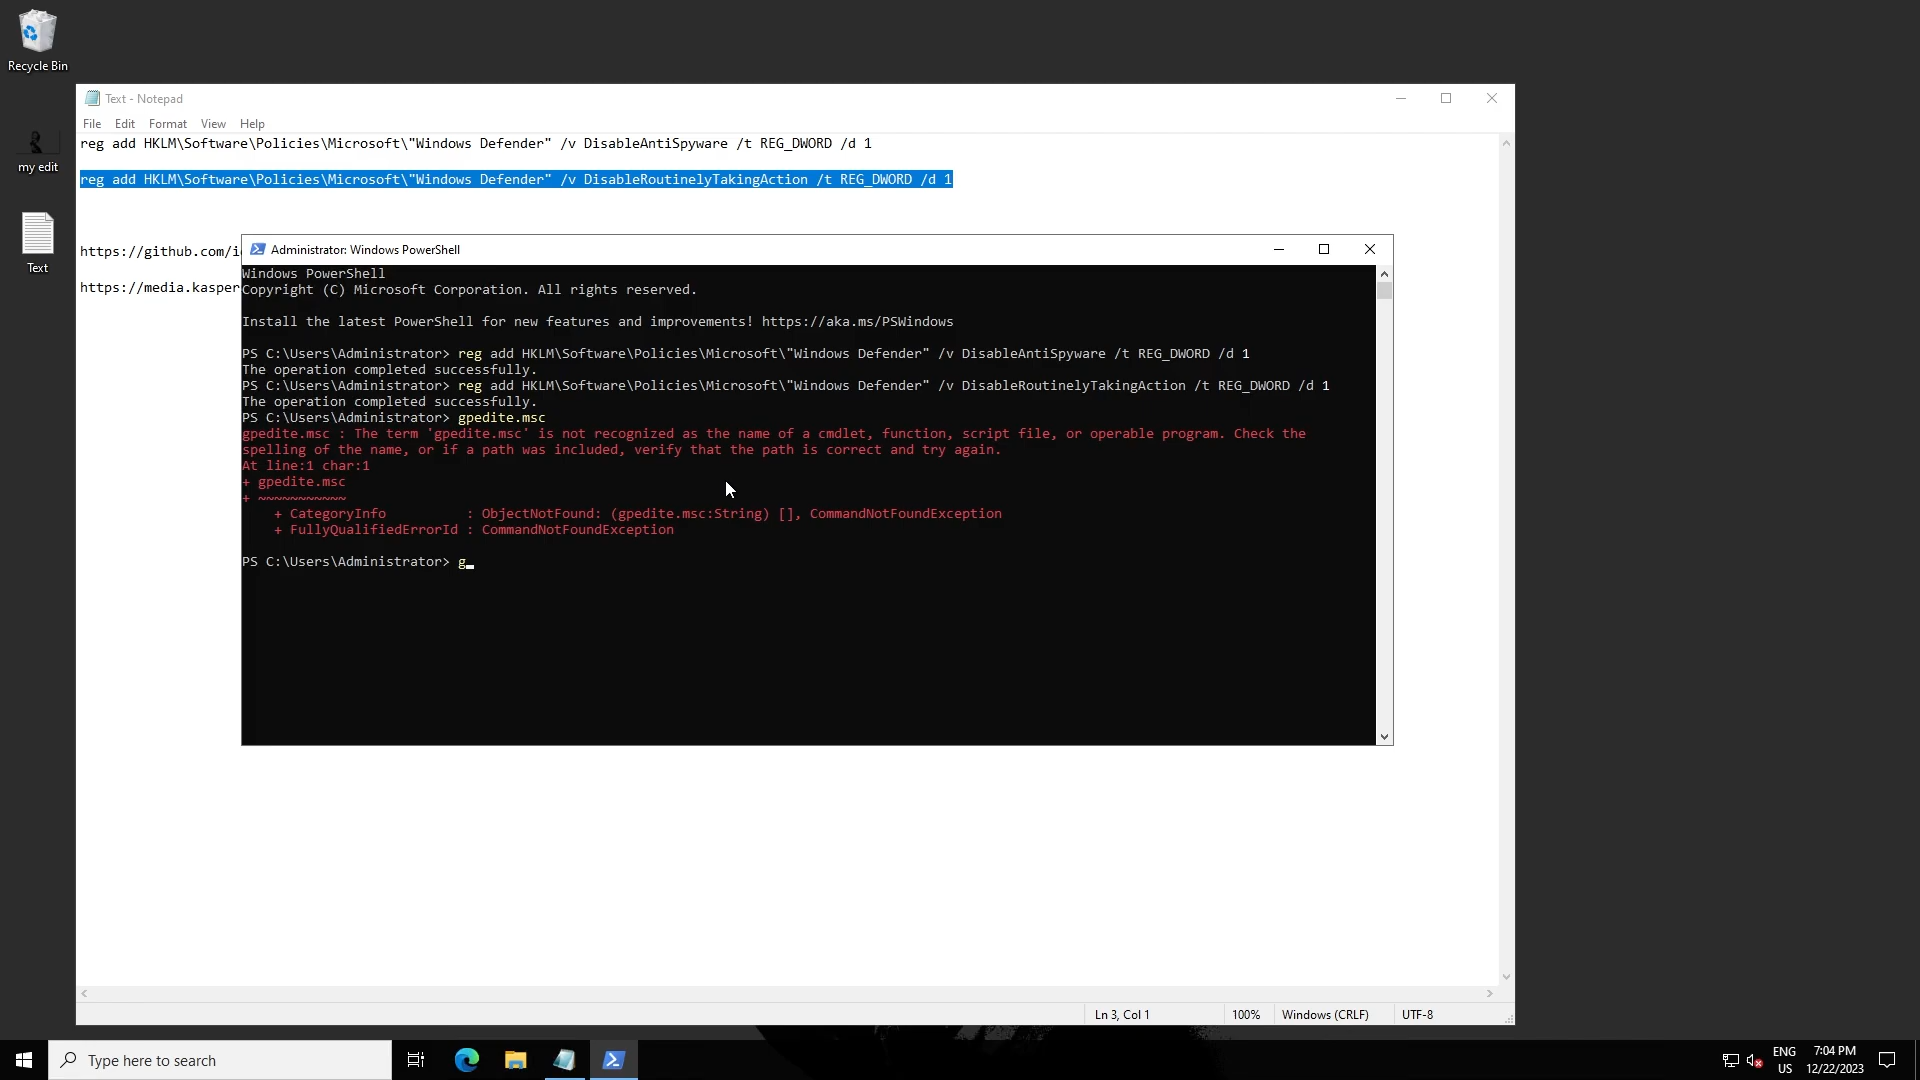 Recycle Bin
my edit
Text
Text - Notepad
File Edit Format View Help
reg add HKLM\Software\Policies\Microsoft\"Windows Defender" /v DisableAntiSpyware /t REG_DWORD /d 1
reg add HKLM\Software\Policies\Microsoft\"Windows Defender" /v DisableRoutinelyTakingAction /t REG_DWORD /d 1
https://github.com/i
https://media.kasper
Administrator: Windows PowerShell
Windows PowerShell
Copyright (C) Microsoft Corporation. All rights reserved.
Install the latest PowerShell for new features and improvements! https://aka.ms/PSWindows
PS C:\Users\Administrator> reg add HKLM\Software\Policies\Microsoft\"Windows Defender" /v DisableAntiSpyware /t REG_DWORD /d 1
The operation completed successfully.
PS C:\Users\Administrator> reg add HKLM\Software\Policies\Microsoft\"Windows Defender" /v DisableRoutinelyTakingAction /t REG_DWORD /d 1
The operation completed successfully.
PS C:\Users\Administrator> gpedite.msc
gpedite.msc : The term 'gpedite.msc' is not recognized as the name of a cmdlet, function, script file, or operable program. Check the
spelling of the name, or if a path was included, verify that the path is correct and try again.
At line:1 char:1
+ gpedite.msc
+ ~~~~~~~~~~~
    + CategoryInfo          : ObjectNotFound: (gpedite.msc:String) [], CommandNotFoundException
    + FullyQualifiedErrorId : CommandNotFoundException
PS C:\Users\Administrator> g
Ln 3, Col 1 100% Windows (CRLF) UTF-8
Type here to search
ENG
US
7:04 PM
12/22/2023